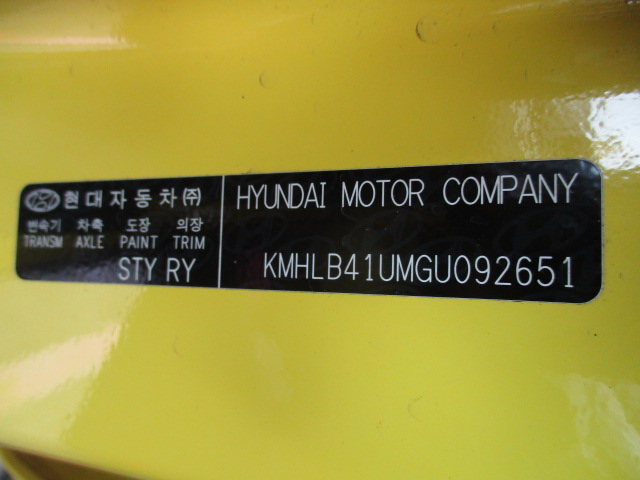 현대자동차(주)
변속기 차축 도장 의장
TRANSM AXLE PAINT TRIM
STY RY
HYUNDAI MOTOR COMPANY
KMHLB41UMGU092651